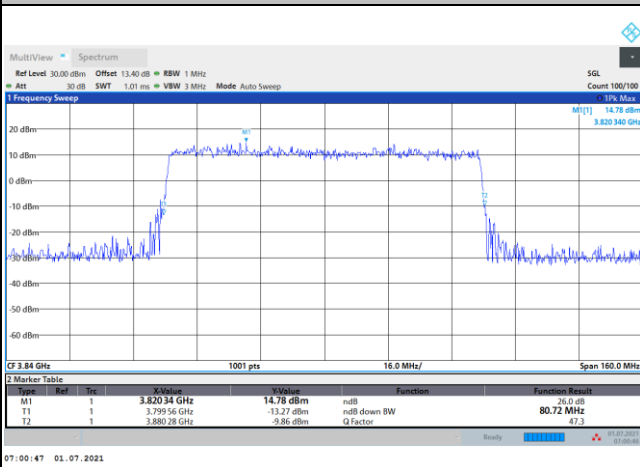 MultiView Spectrum
Ref Level 30.00 dBm Offset 13.40 dB RBW 1 MHz SGL
Att 30 dB SWT 1.01 ms VBW 3 MHz Mode Auto Sweep Count 100/100
1 Frequency Sweep 1Pk Max
M1[1] 14.78 dBm
3.820 340 GHz
M1
20 dBm
10 dBm
0 dBm
-10 dBm
T2
-20 dBm
-30 dBm
-40 dBm
-50 dBm
-60 dBm
CF 3.84 GHz 1001 pts 16.0 MHz/ Span 160.0 MHz
2 Marker Table
Type Ref Trc X-Value Y-Value Function Function Result
M1 1 3.820 34 GHz 14.78 dBm ndB 26.0 dB
T1 1 3.799 56 GHz -13.27 dBm ndB down BW 80.72 MHz
T2 1 3.880 28 GHz -9.86 dBm Q Factor 47.3
Ready 01.07.2021
07:00:46
07:00:47 01.07.2021